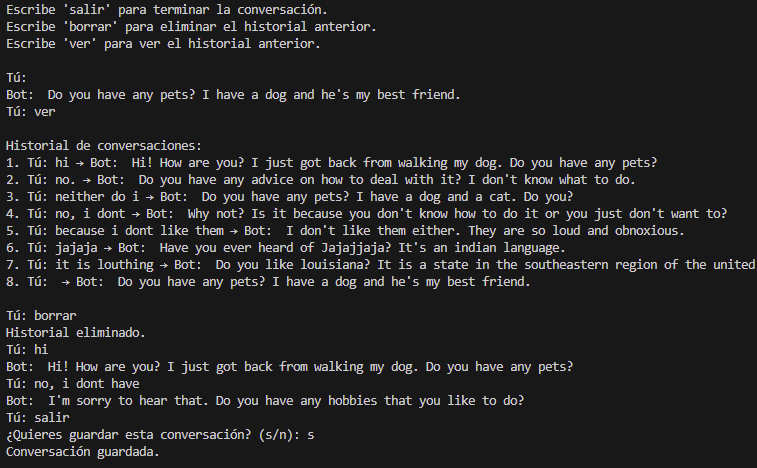 Escribe 'salir' para terminar la conversación.
Escribe 'borrar' para eliminar el historial anterior.
Escribe 'ver' para ver el historial anterior.
Tú:
Bot:  Do you have any pets? I have a dog and he's my best friend.
Tú: ver
Historial de conversaciones:
1. Tú: hi → Bot:  Hi! How are you? I just got back from walking my dog. Do you have any pets?
2. Tú: no. → Bot:  Do you have any advice on how to deal with it? I don't know what to do.
3. Tú: neither do i → Bot:  Do you have any pets? I have a dog and a cat. Do you?
4. Tú: no, i dont → Bot:  Why not? Is it because you don't know how to do it or you just don't want to?
5. Tú: because i dont like them → Bot:  I don't like them either. They are so loud and obnoxious.
6. Tú: jajaja → Bot:  Have you ever heard of Jajajjaja? It's an indian language.
7. Tú: it is louthing → Bot:  Do you like louisiana? It is a state in the southeastern region of the united
8. Tú:  → Bot:  Do you have any pets? I have a dog and he's my best friend.
Tú: borrar
Historial eliminado.
Tú: hi
Bot:  Hi! How are you? I just got back from walking my dog. Do you have any pets?
Tú: no, i dont have
Bot:  I'm sorry to hear that. Do you have any hobbies that you like to do?
Tú: salir
¿Quieres guardar esta conversación? (s/n): s
Conversación guardada.